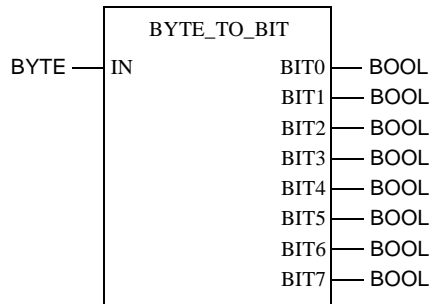 BYTE_TO_BIT
BYTE IN BIT0 BOOL
BIT1 BOOL
BIT2 BOOL
BIT3 BOOL
BIT4 BOOL
BIT5 BOOL
BIT6 BOOL
BIT7 BOOL